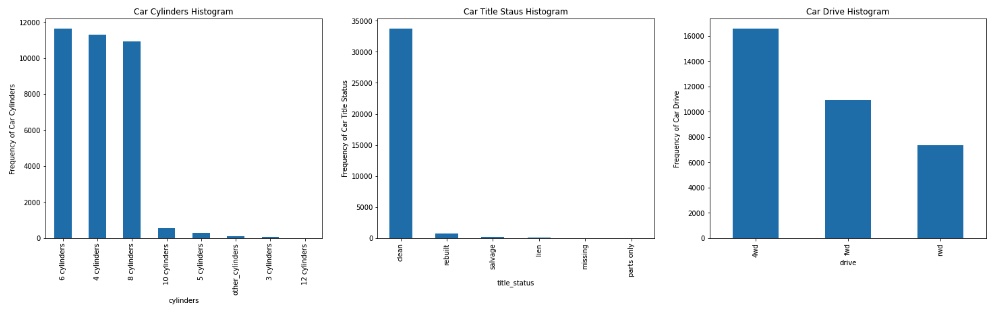 Car Cylinders Histogram
Frequency of Car Cylinders
12000
10000
8000
6000
4000
2000
0
6 cylinders
4 cylinders
8 cylinders
10 cylinders
5 cylinders
other_cylinders
3 cylinders
12 cylinders
cylinders
Car Title Staus Histogram
Frequency of Car Title Status
35000
30000
25000
20000
15000
10000
5000
0
clean
rebuilt
salvage
lien
missing
parts only
title_status
Car Drive Histogram
Frequency of Car Drive
16000
14000
12000
10000
8000
6000
4000
2000
0
4wd
fwd
rwd
drive